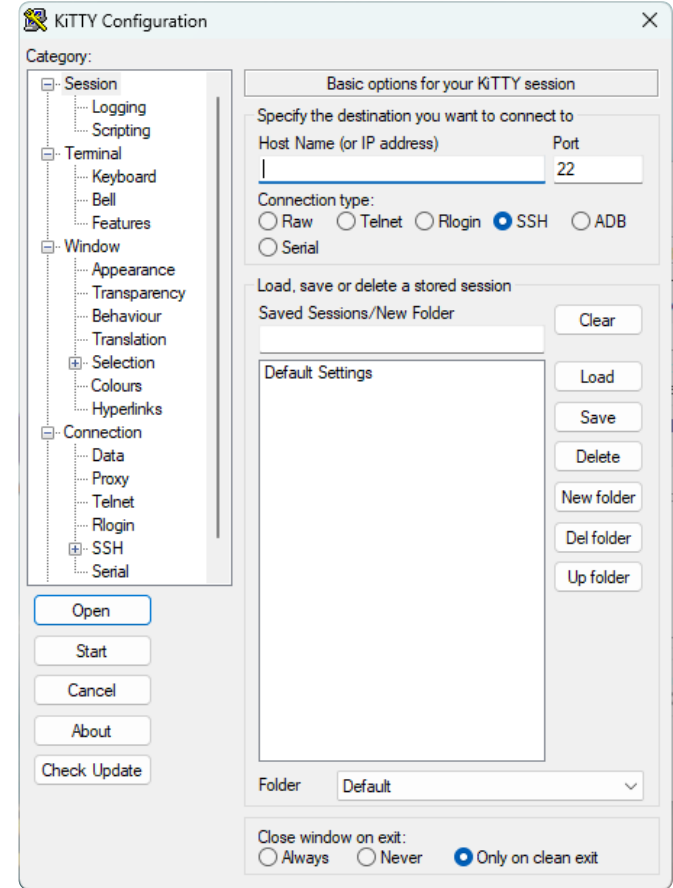 KiTTY Configuration
Category:
Session
Logging
Scripting
Terminal
Keyboard
Bell
Features
Window
Appearance
Transparency
Behaviour
Translation
Selection
Colours
Hyperlinks
Connection
Data
Proxy
Telnet
Rlogin
SSH
Serial
Open
Start
Cancel
About
Check Update
Basic options for your KiTTY session
Specify the destination you want to connect to
Host Name (or IP address) Port
22
Connection type:
Raw Telnet Rlogin SSH ADB
Serial
Load, save or delete a stored session
Saved Sessions/New Folder
Clear
Default Settings
Load
Save
Delete
New folder
Del folder
Up folder
Folder Default
Close window on exit:
Always Never Only on clean exit